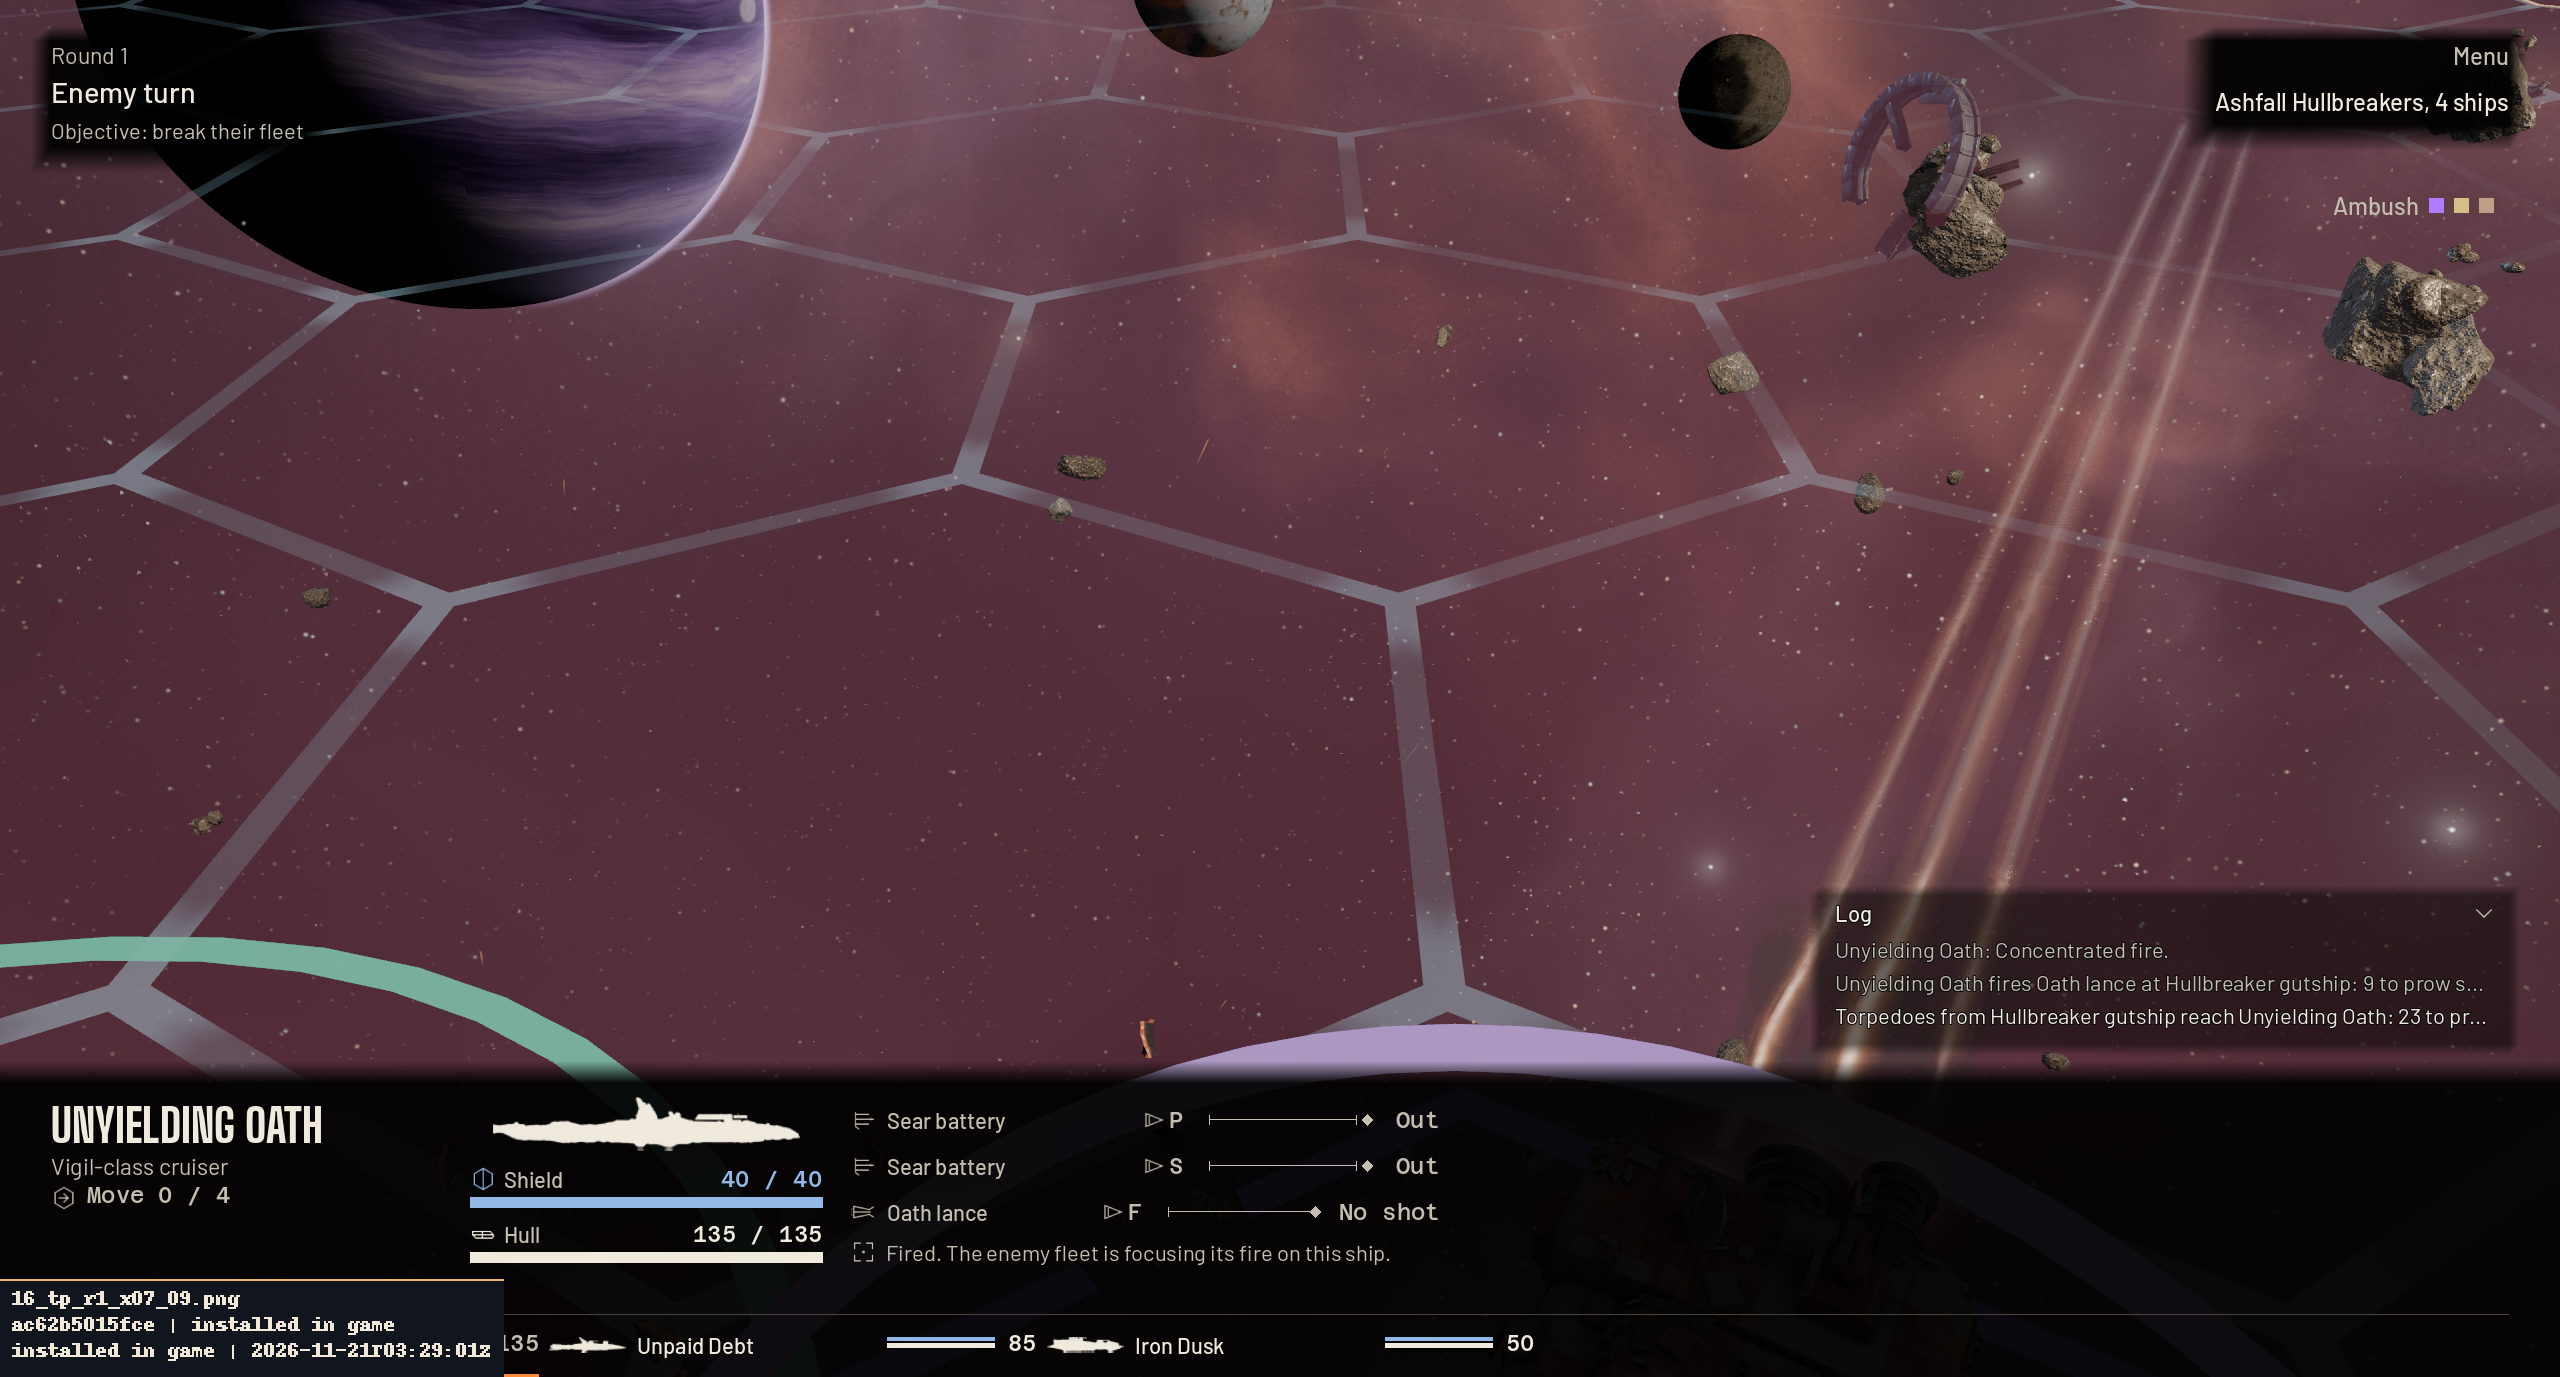 Round 1
Enemy turn
Objective: break their fleet
Menu
Ashfall Hullbreakers, 4 ships
Ambush
Log
Unyielding Oath: Concentrated fire.
Unyielding Oath fires Oath lance at Hullbreaker gutship: 9 to prow s...
Torpedoes from Hullbreaker gutship reach Unyielding Oath: 23 to pr...
UNYIELDING OATH
Vigil-class cruiser
Move 0 / 4
Shield 40 / 40
Hull 135 / 135
Sear battery P Out
Sear battery S Out
Oath lance F No shot
Fired. The enemy fleet is focusing its fire on this ship.
16_tp_r1_x07_09.png
ac62b5015fce | installed in game
installed in game | 2026-11-21T03:29:01Z
135 Unpaid Debt 85 Iron Dusk 50